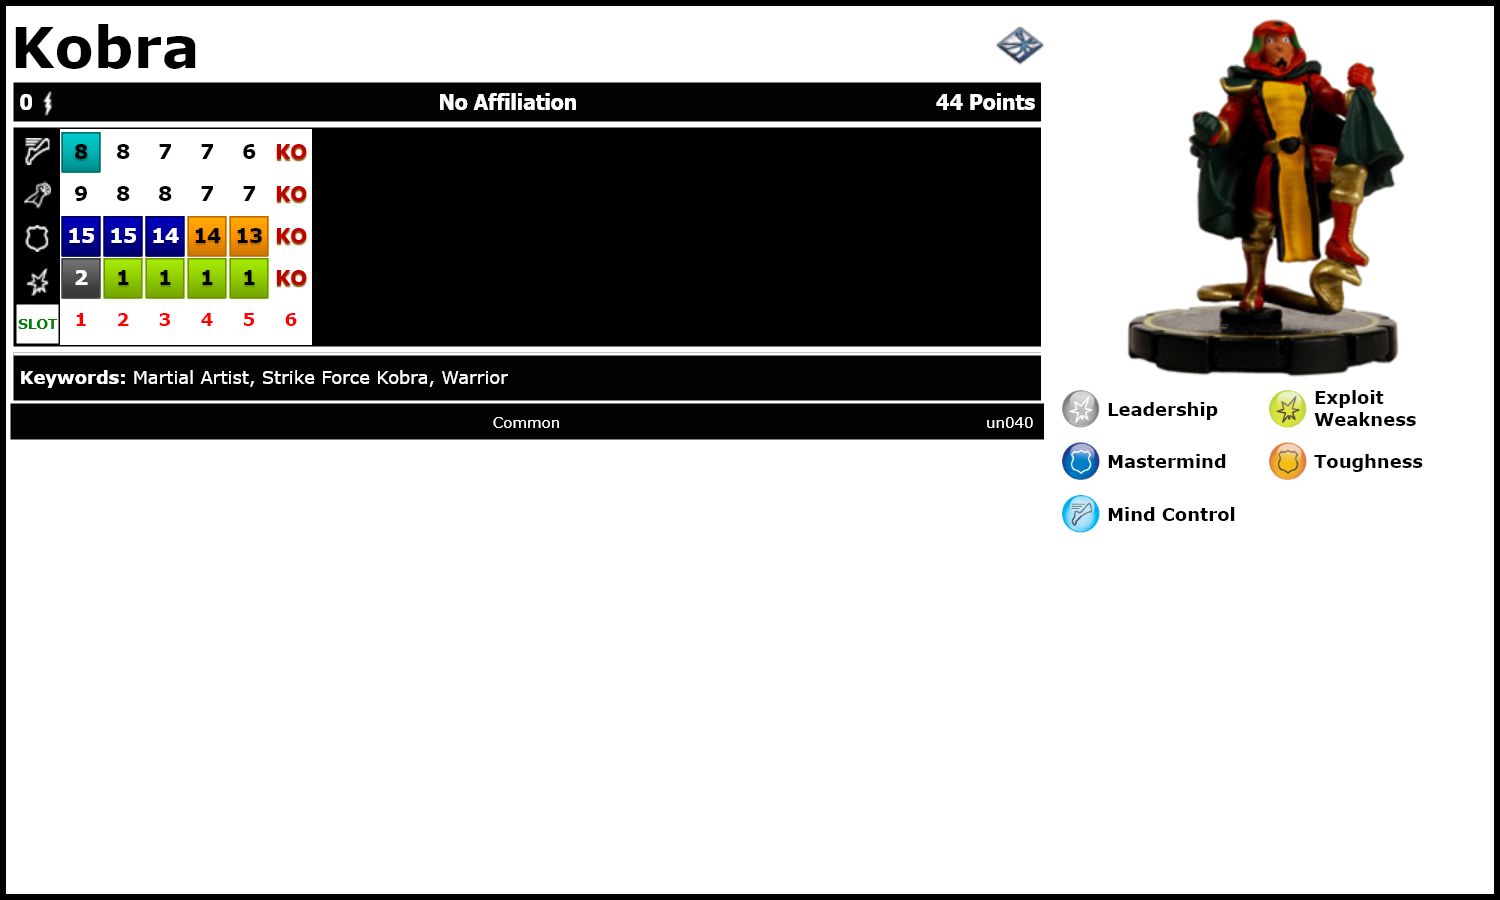 Kobra
0 No Affiliation 44 Points
8 8 7 7 6 KO
9 8 8 7 7 KO
15 15 14 14 13 KO
2 1 1 1 1 KO
SLOT 1 2 3 4 5 6
Keywords: Martial Artist, Strike Force Kobra, Warrior
Common un040
Leadership
Exploit
Weakness
Mastermind
Toughness
Mind Control